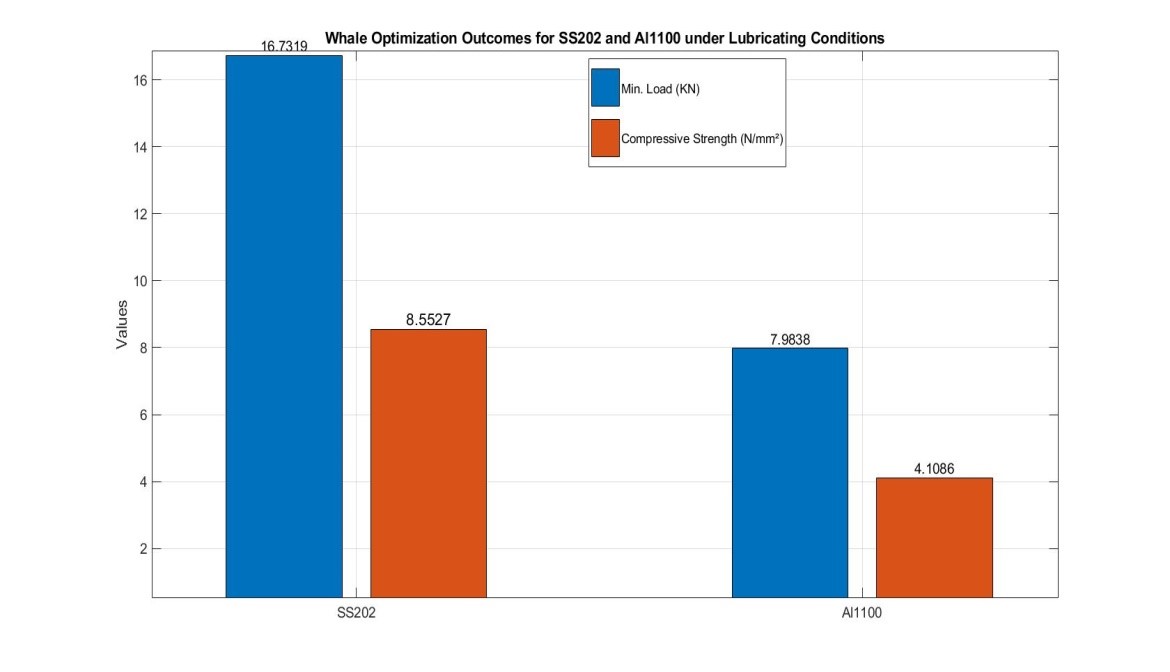 Whale Optimization Outcomes for SS202 and Al1100 under Lubricating Conditions
16.7319
Min. Load (KN)
Compressive Strength (N/mm²)
16
14
12
10
8
6
4
2
Values
8.5527
7.9838
4.1086
SS202
Al1100